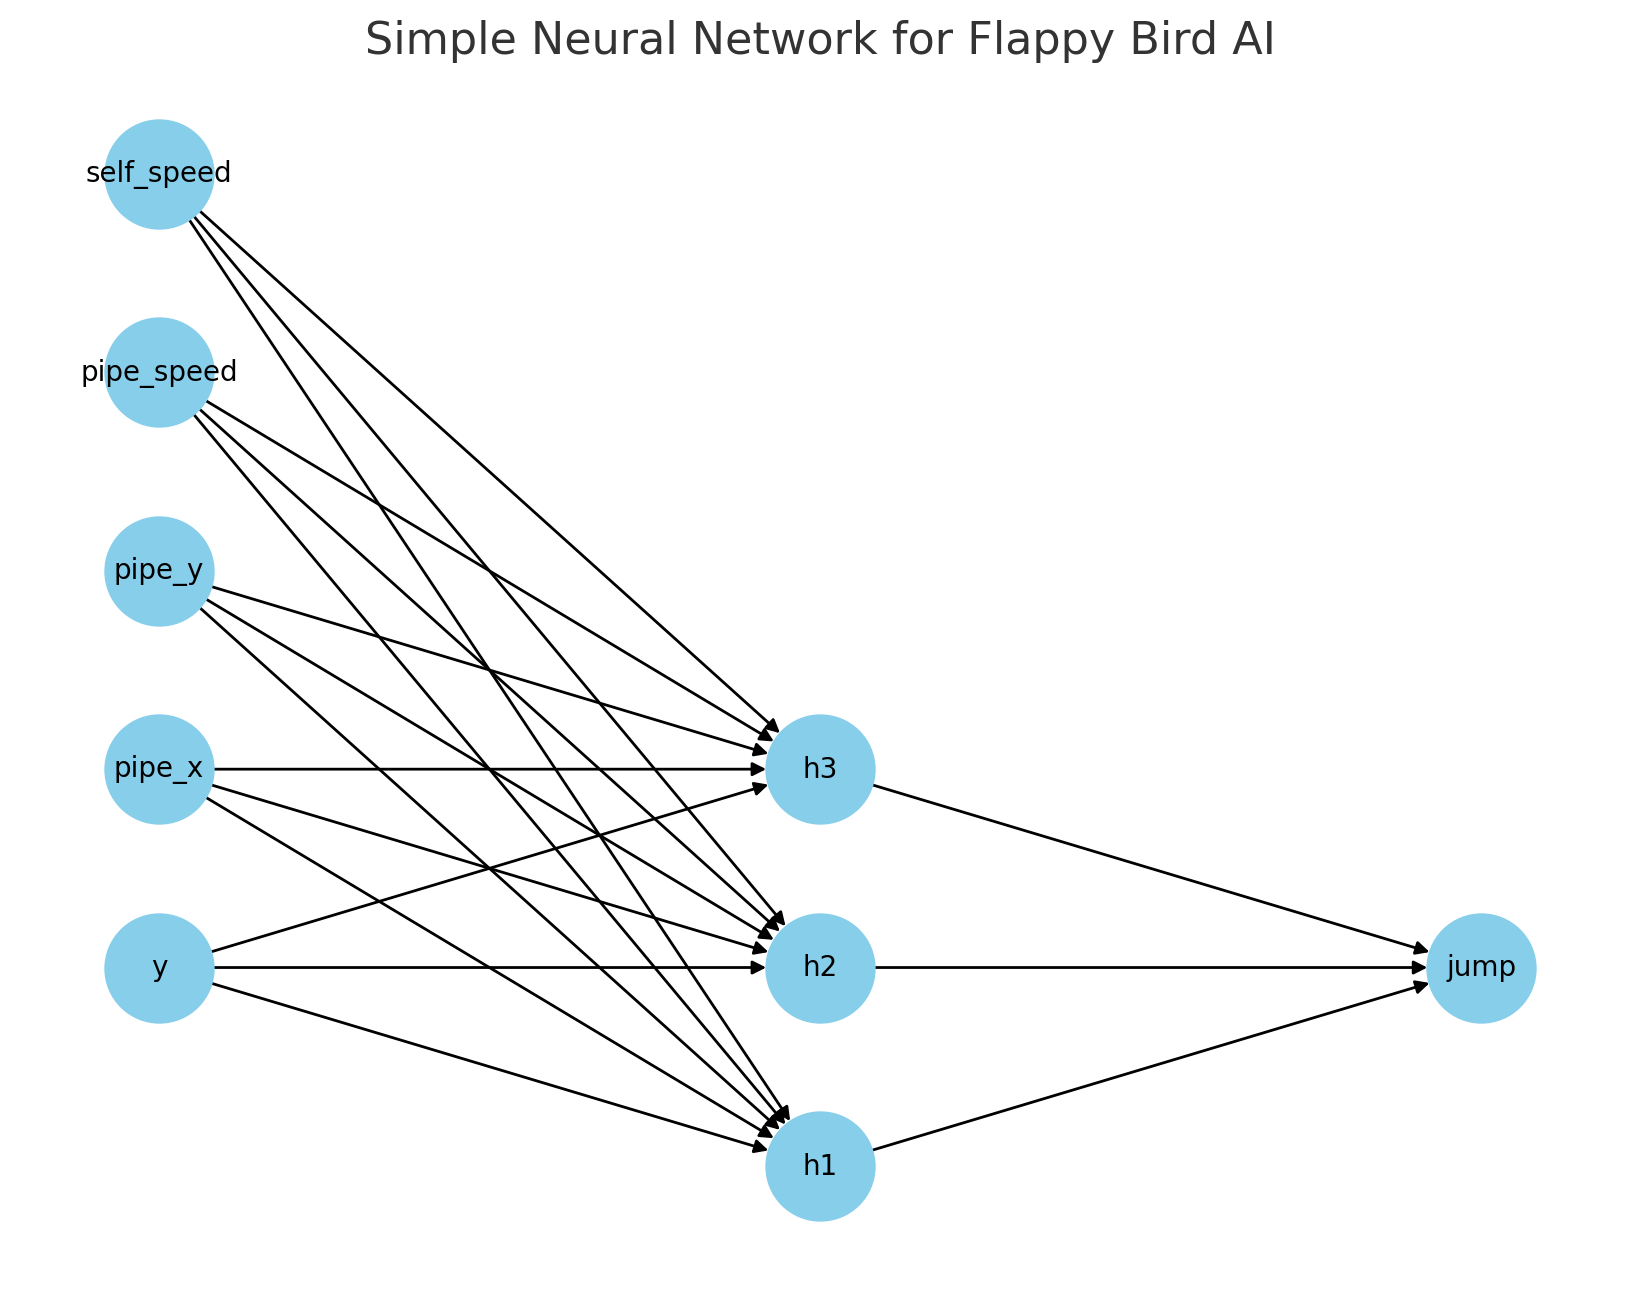 Simple Neural Network for Flappy Bird AI
self_speed
pipe_speed
pipe_y
pipe_x
y
h3
h2
h1
jump